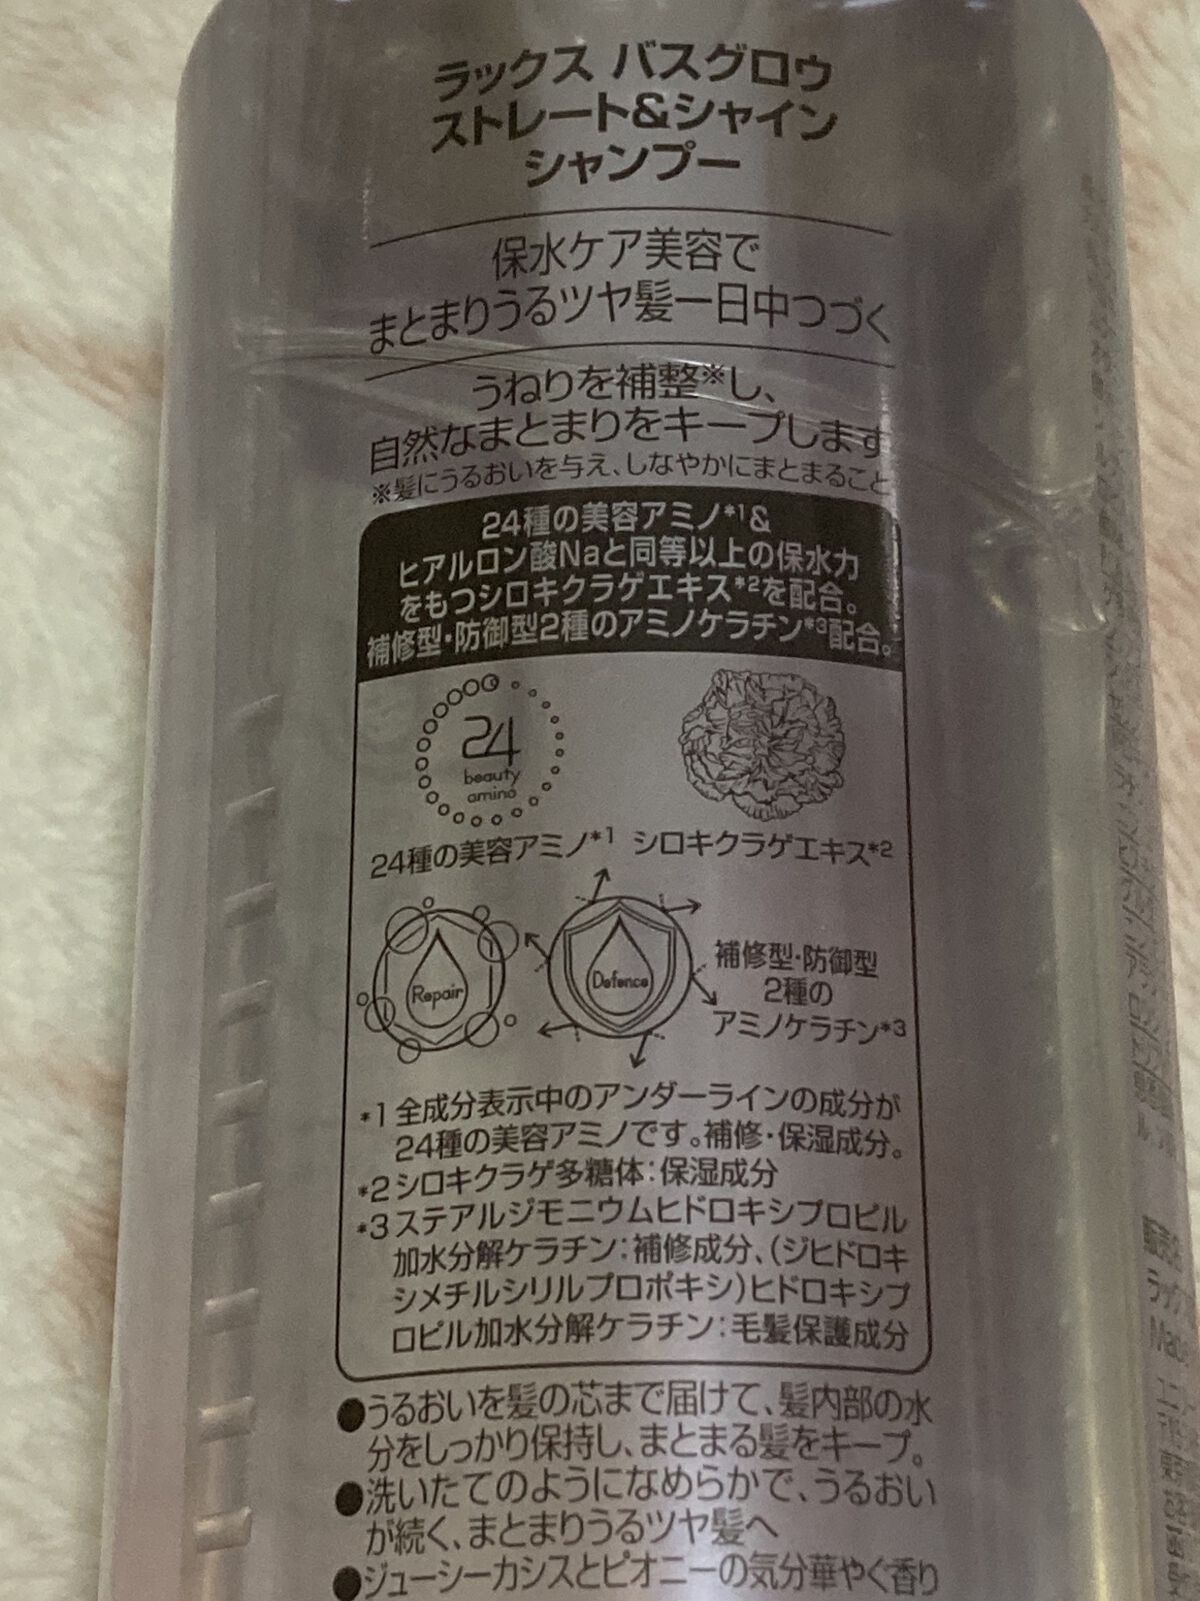 ラックス バスグロウ
ストレート&シャイン
シャンプー
保水ケア美容で
まとまりうるツヤ髪一日中つづく
うねりを補整※し、
自然なまとまりをキープします
※髪にうるおいを与え、しなやかにまとまること
24種の美容アミノ*1&
ヒアルロン酸Naと同等以上の保水力
をもつシロキクラゲエキス*2を配合。
補修型・防御型2種のアミノケラチン*3配合。
24
beauty
amino
24種の美容アミノ*1 シロキクラゲエキス*2
Repair
Defence
補修型・防御型
2種の
アミノケラチン*3
*1 全成分表示中のアンダーラインの成分が
24種の美容アミノです。補修・保湿成分。
*2 シロキクラゲ多糖体:保湿成分
*3 ステアルジモニウムヒドロキシプロピル
加水分解ケラチン:補修成分、(ジヒドロキ
シメチルシリルプロポキシ)ヒドロキシプ
ロピル加水分解ケラチン:毛髪保護成分
●うるおいを髪の芯まで届けて、髪内部の水
分をしっかり保持し、まとまる髪をキープ。
●洗いたてのようになめらかで、うるおい
が続く、まとまりうるツヤ髪へ
●ジューシーカシスとピオニーの気分華やぐ香り